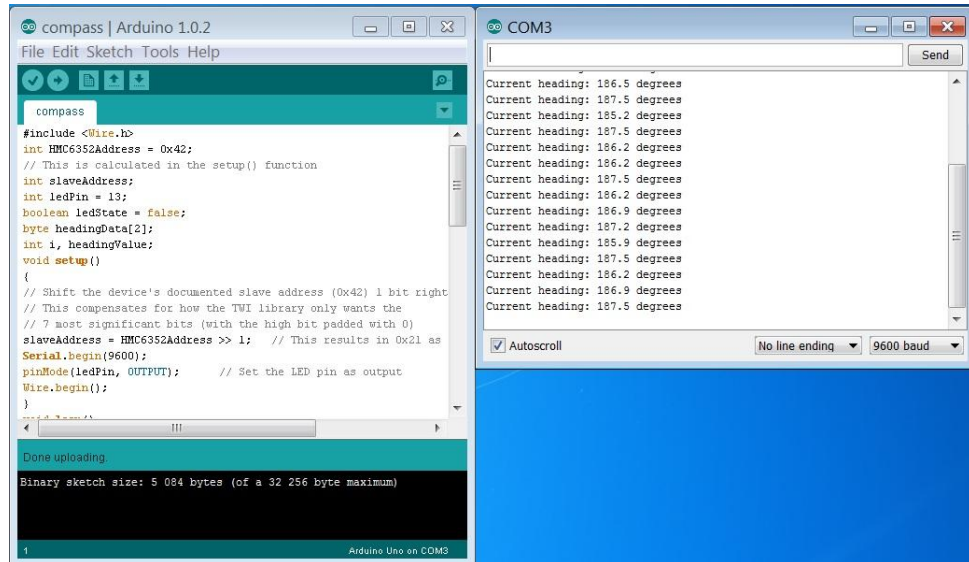 compass | Arduino 1.0.2
File Edit Sketch Tools Help
compass
#include <Wire.h>
int HMC6352Address = 0x42;
// This is calculated in the setup() function
int slaveAddress;
int ledPin = 13;
boolean ledState = false;
byte headingData[2];
int i, headingValue;
void setup()
{
// Shift the device's documented slave address (0x42) 1 bit right
// This compensates for how the TWI library only wants the
// 7 most significant bits (with the high bit padded with 0)
slaveAddress = HMC6352Address >> 1;   // This results in 0x21 as
Serial.begin(9600);
pinMode(ledPin, OUTPUT);      // Set the LED pin as output
Wire.begin();
}
Done uploading.
Binary sketch size: 5 084 bytes (of a 32 256 byte maximum)
1
Arduino Uno on COM3
COM3
Send
Current heading: 186.5 degrees
Current heading: 187.5 degrees
Current heading: 185.2 degrees
Current heading: 187.5 degrees
Current heading: 186.2 degrees
Current heading: 186.2 degrees
Current heading: 187.5 degrees
Current heading: 186.2 degrees
Current heading: 186.9 degrees
Current heading: 187.2 degrees
Current heading: 185.9 degrees
Current heading: 187.5 degrees
Current heading: 186.2 degrees
Current heading: 186.9 degrees
Current heading: 187.5 degrees
Autoscroll
No line ending
9600 baud